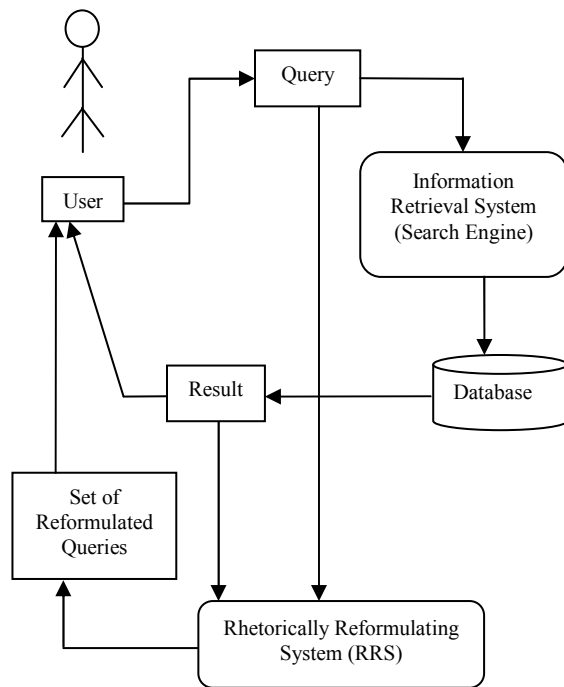 Query
User
Information
Retrieval System
(Search Engine)
Result
Database
Set of
Reformulated
Queries
Rhetorically Reformulating
System (RRS)